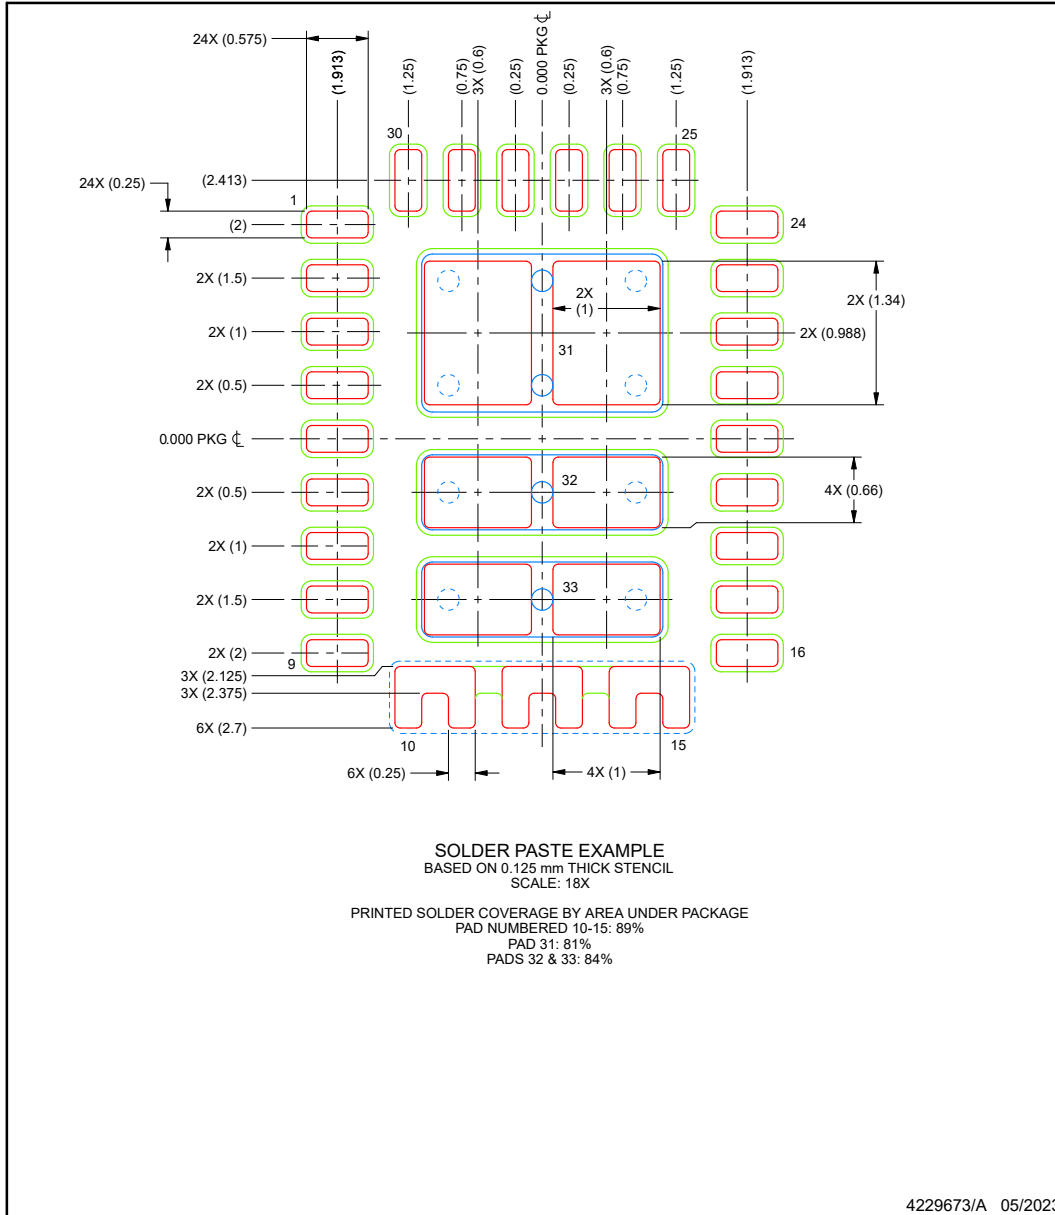 24X (0.575)
(1.913)
(1.25)
(0.75)
3X (0.6)
(0.25)
0.000 PKG ℄
(0.25)
3X (0.6)
(0.75)
(1.25)
(1.913)
30
25
(2.413)
24X (0.25)
1
(2)
24
2X (1.5)
2X
(1)
2X (1.34)
2X (1)
2X (0.988)
31
2X (0.5)
0.000 PKG ℄
32
2X (0.5)
4X (0.66)
2X (1)
33
2X (1.5)
2X (2)
9
16
3X (2.125)
3X (2.375)
6X (2.7)
10
15
6X (0.25)
4X (1)
SOLDER PASTE EXAMPLE
BASED ON 0.125 mm THICK STENCIL
SCALE: 18X
PRINTED SOLDER COVERAGE BY AREA UNDER PACKAGE
PAD NUMBERED 10-15: 89%
PAD 31: 81%
PADS 32 & 33: 84%
4229673/A 05/2023